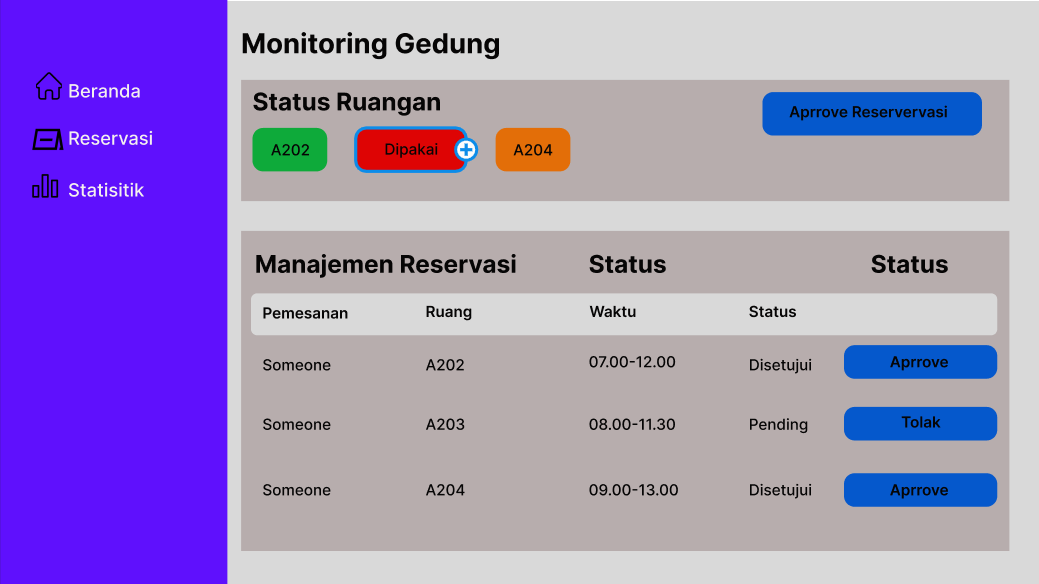 Beranda
Reservasi
Statisitik
Monitoring Gedung
Status Ruangan
Aprrove Reservervasi
A202 Dipakai A204
Manajemen Reservasi Status Status
Pemesanan Ruang Waktu Status
Someone A202 07.00-12.00 Disetujui Aprrove
Someone A203 08.00-11.30 Pending Tolak
Someone A204 09.00-13.00 Disetujui Aprrove